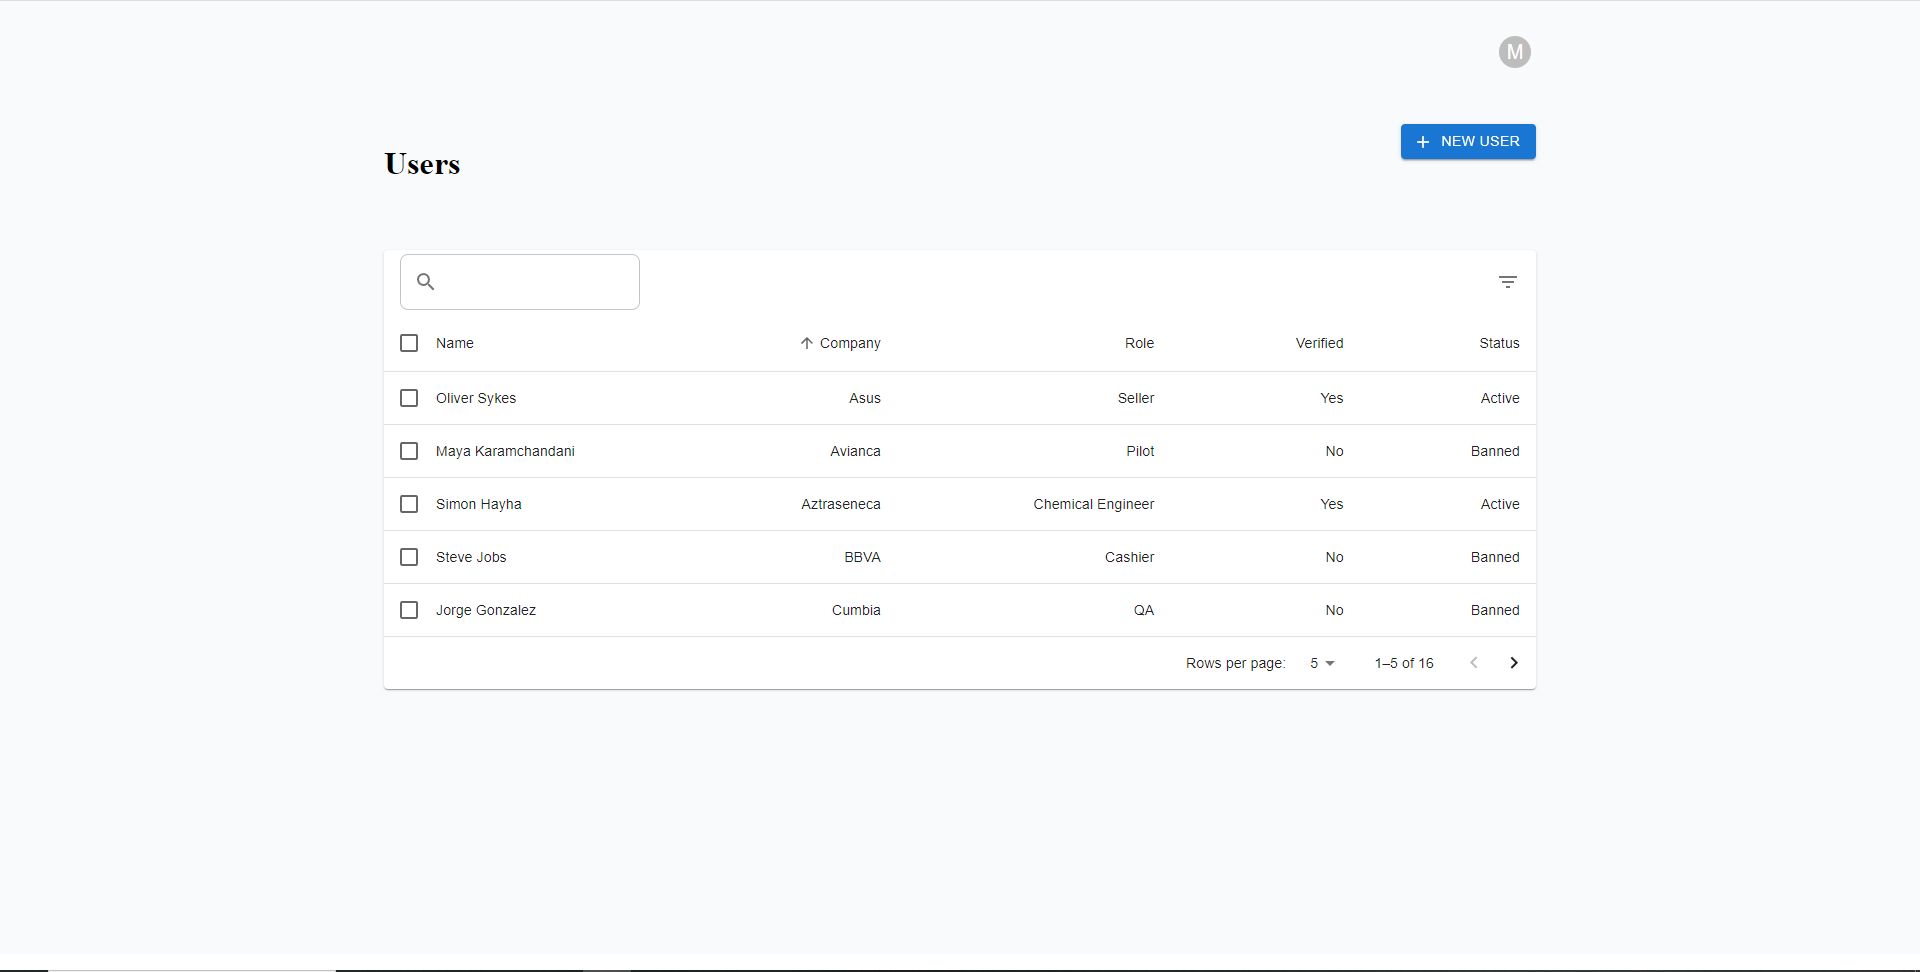 M
NEW USER
Users
Name Company Role Verified Status
Oliver Sykes Asus Seller Yes Active
Maya Karamchandani Avianca Pilot No Banned
Simon Hayha Aztraseneca Chemical Engineer Yes Active
Steve Jobs BBVA Cashier No Banned
Jorge Gonzalez Cumbia QA No Banned
Rows per page: 5 1–5 of 16